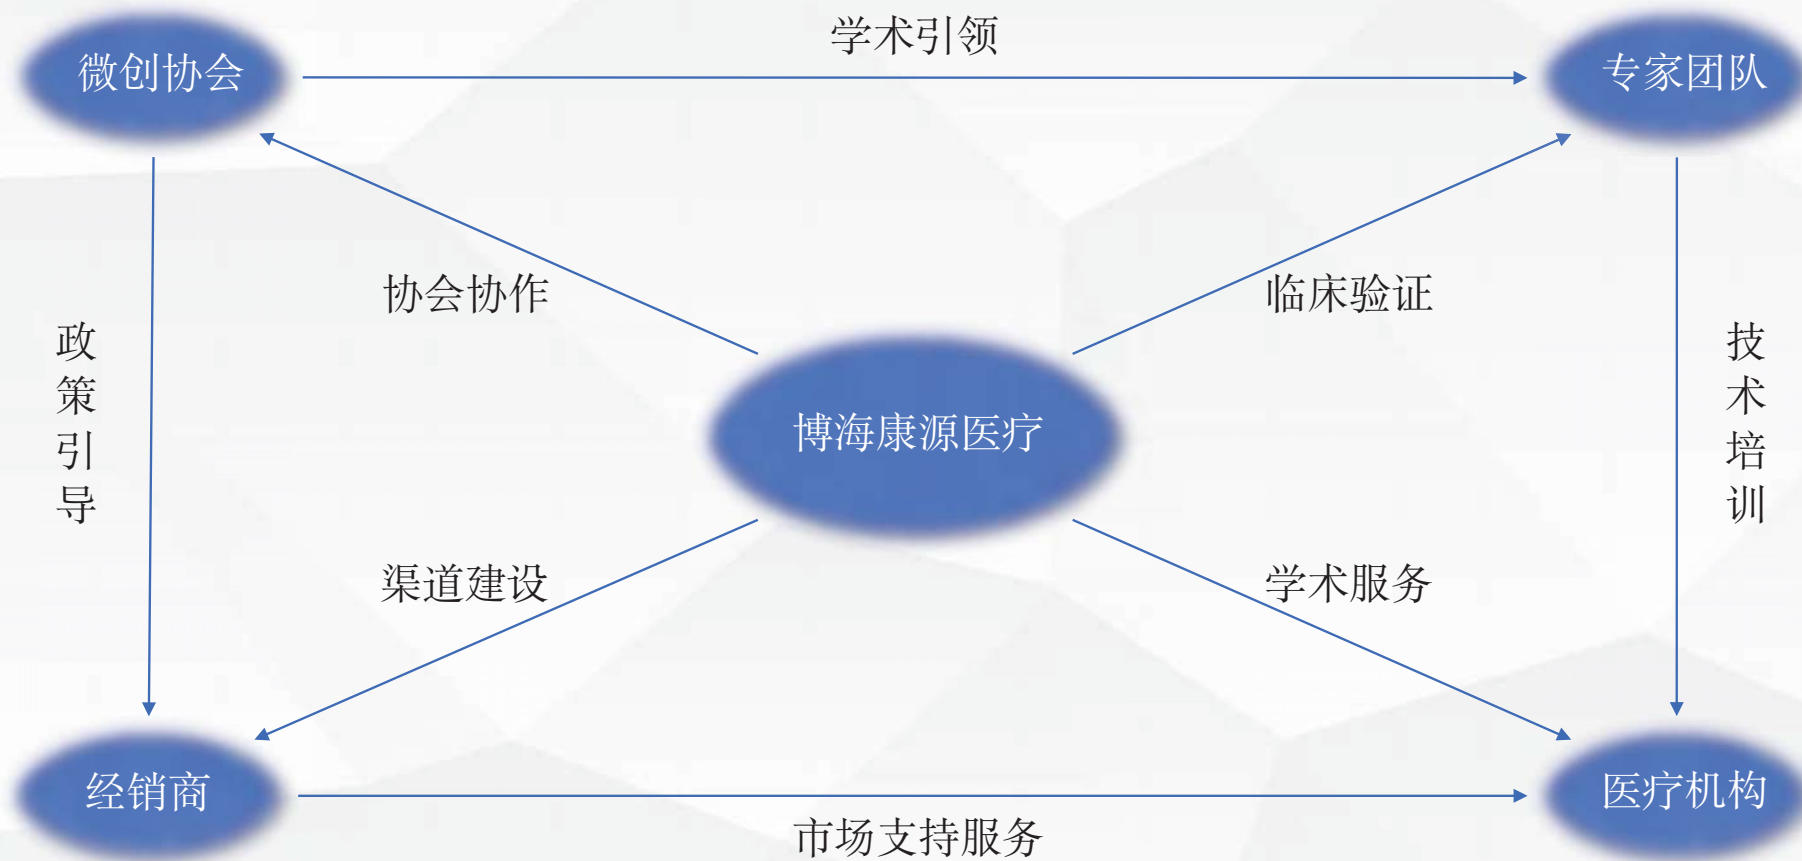 学术引领
微创协会
专家团队
协会协作
临床验证
政策引导
技术培训
博海康源医疗
渠道建设
学术服务
经销商
医疗机构
市场支持服务